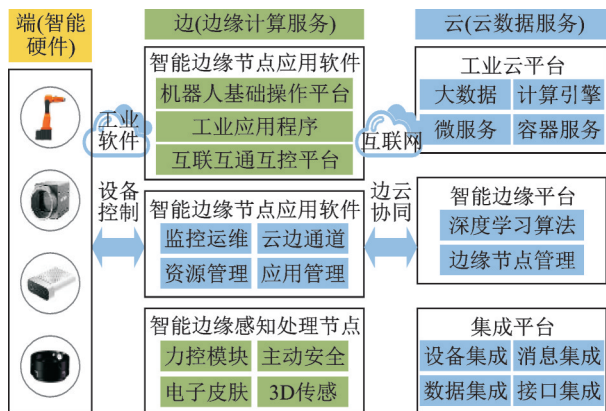 端(智能
硬件)
边(边缘计算服务)
云(云数据服务)
智能边缘节点应用软件
机器人基础操作平台
工业应用程序
互联互通互控平台
工业
软件
互联网
工业云平台
大数据 计算引擎
微服务 容器服务
设备
控制
智能边缘节点应用软件
监控运维 云边通道
资源管理 应用管理
边云
协同
智能边缘平台
深度学习算法
边缘节点管理
智能边缘感知处理节点
力控模块 主动安全
电子皮肤 3D传感
集成平台
设备集成 消息集成
数据集成 接口集成